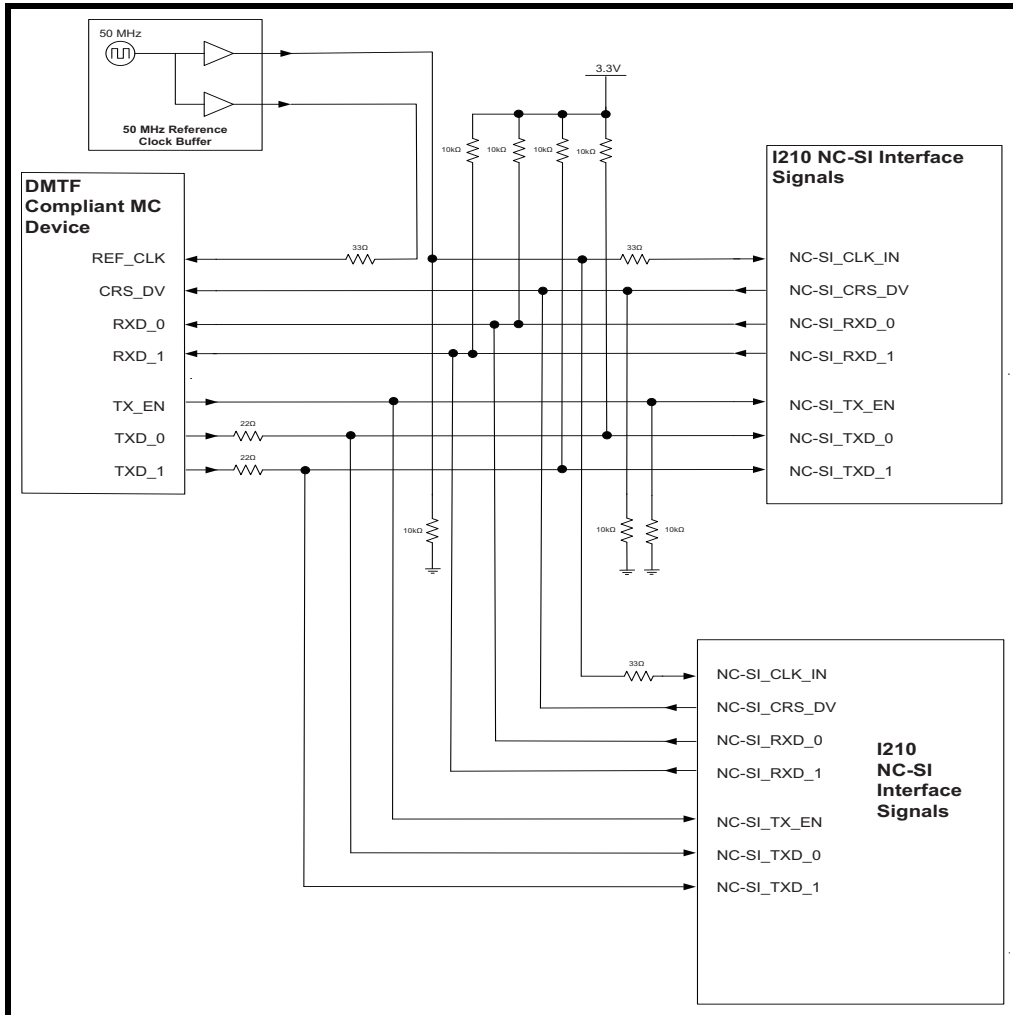 50 MHz
50 MHz Reference
Clock Buffer
3.3V
10kΩ
10kΩ
10kΩ
10kΩ
DMTF
Compliant MC
Device
REF_CLK
CRS_DV
RXD_0
RXD_1
TX_EN
TXD_0
TXD_1
33Ω
33Ω
22Ω
22Ω
I210 NC-SI Interface
Signals
NC-SI_CLK_IN
NC-SI_CRS_DV
NC-SI_RXD_0
NC-SI_RXD_1
NC-SI_TX_EN
NC-SI_TXD_0
NC-SI_TXD_1
10kΩ
10kΩ
10kΩ
33Ω
NC-SI_CLK_IN
NC-SI_CRS_DV
NC-SI_RXD_0
NC-SI_RXD_1
NC-SI_TX_EN
NC-SI_TXD_0
NC-SI_TXD_1
I210
NC-SI
Interface
Signals